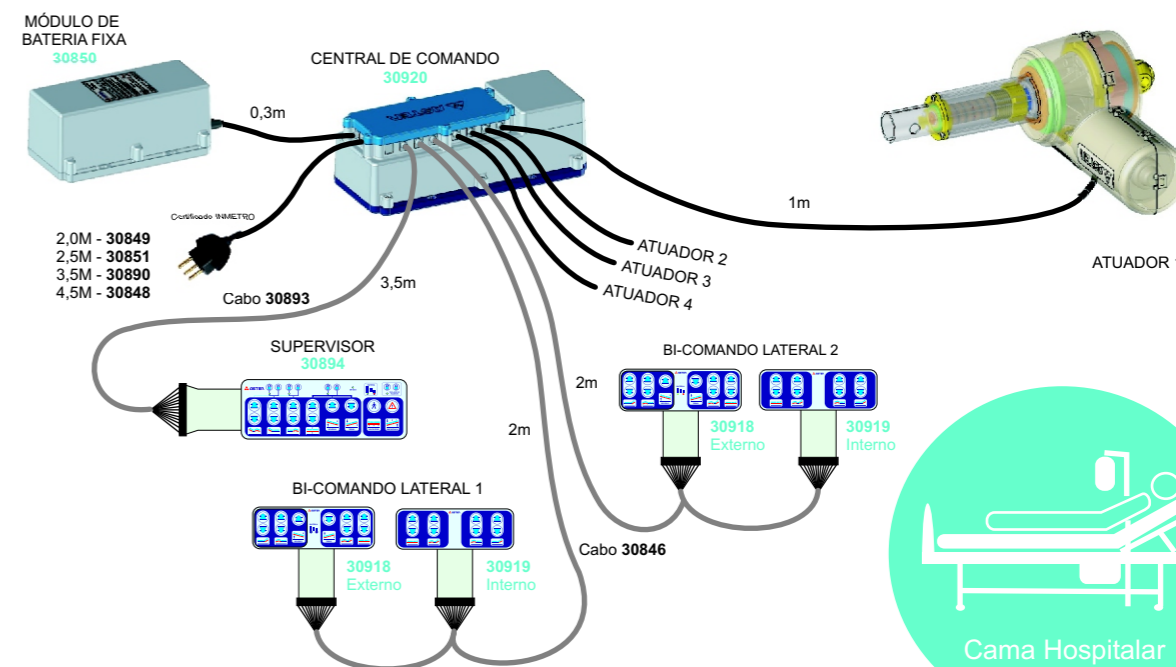 MÓDULO DE
BATERIA FIXA
30850
CENTRAL DE COMANDO
30920
0,3m
1m
Certificado INMETRO
2,0M - 30849
2,5M - 30851
3,5M - 30890
4,5M - 30848
ATUADOR 2
ATUADOR 3
ATUADOR 4
ATUADOR
3,5m
Cabo 30893
SUPERVISOR
30894
BI-COMANDO LATERAL 2
2m
2m
30918
Externo
30919
Interno
BI-COMANDO LATERAL 1
30918
Externo
30919
Interno
Cabo 30846
Cama Hospitalar